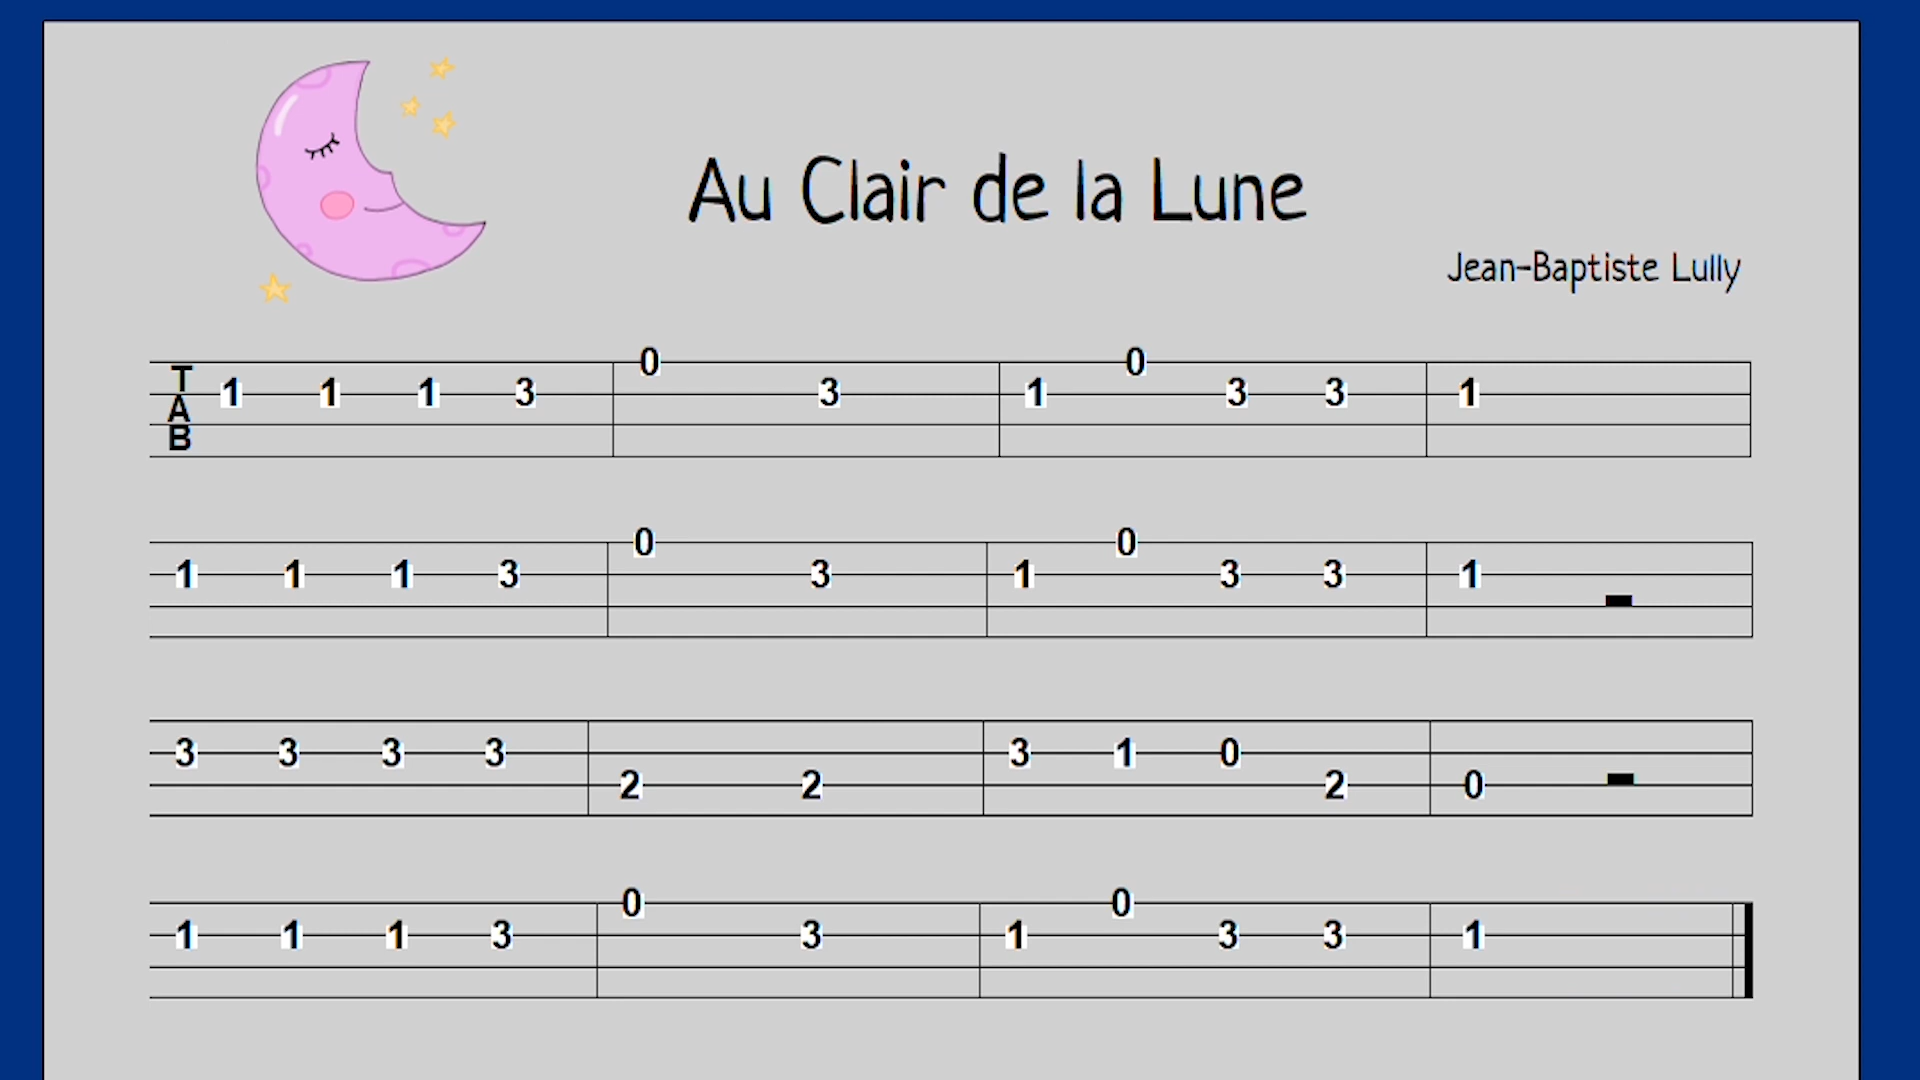 Au Clair de la Lune
Jean-Baptiste Lully
TAB 1 1 1 3 0 3 1 0 3 3 1
1 1 1 3 0 3 1 0 3 3 1
3 3 3 3 2 2 3 1 0 2 0
1 1 1 3 0 3 1 0 3 3 1